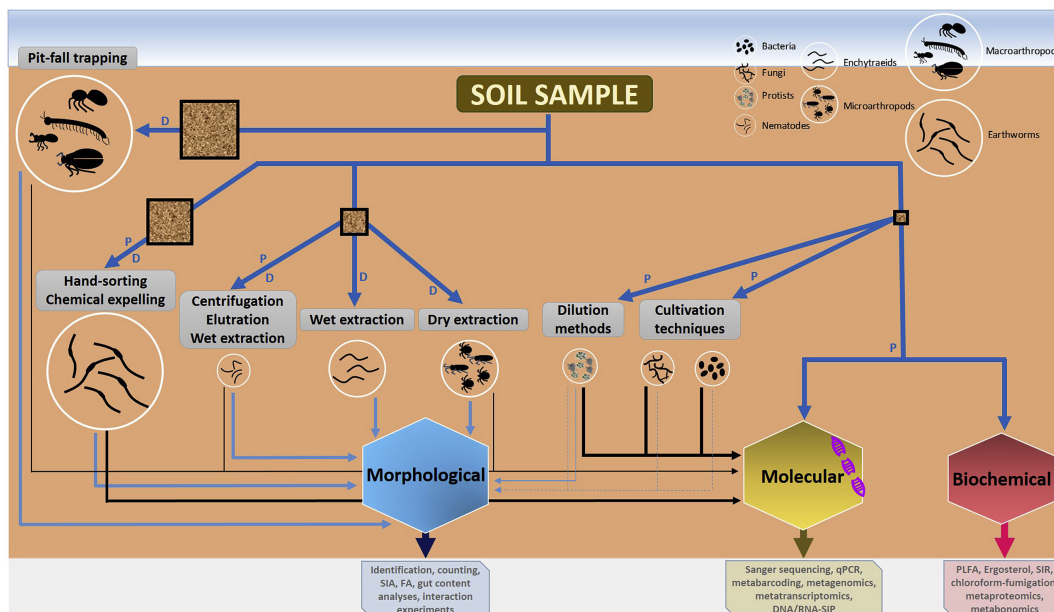 Pit-fall trapping
SOIL SAMPLE
Bacteria
Fungi
Protists
Nematodes
Enchytraeids
Microarthropods
Macroarthropod
Earthworms
D
P
D
P
D
D
D
P
P
P
Hand-sorting
Chemical expelling
Centrifugation
Elutration
Wet extraction
Wet extraction
Dry extraction
Dilution
methods
Cultivation
techniques
Morphological
Molecular
Biochemical
Identification, counting,
SIA, FA, gut content
analyses, interaction
experiments
Sanger sequencing, qPCR,
metabarcoding, metagenomics,
metatranscriptomics,
DNA/RNA-SIP
PLFA, Ergosterol, SIR,
chloroform-fumigation
metaproteomics,
metabonomics